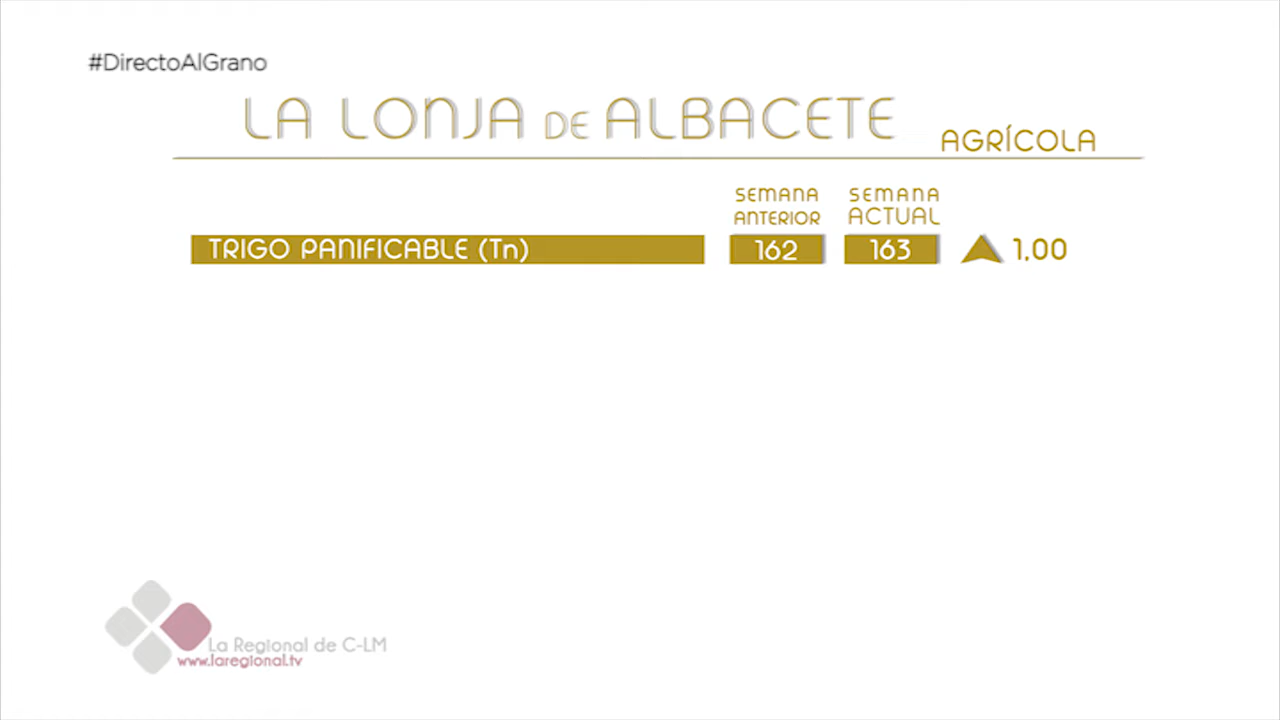 #DirectoAlGrano
LA LONJA DE ALBACETE AGRÍCOLA
SEMANA ANTERIOR
SEMANA ACTUAL
TRIGO PANIFICABLE (Tn) 162 163 1,00
La Regional de C-LM
www.laregional.tv